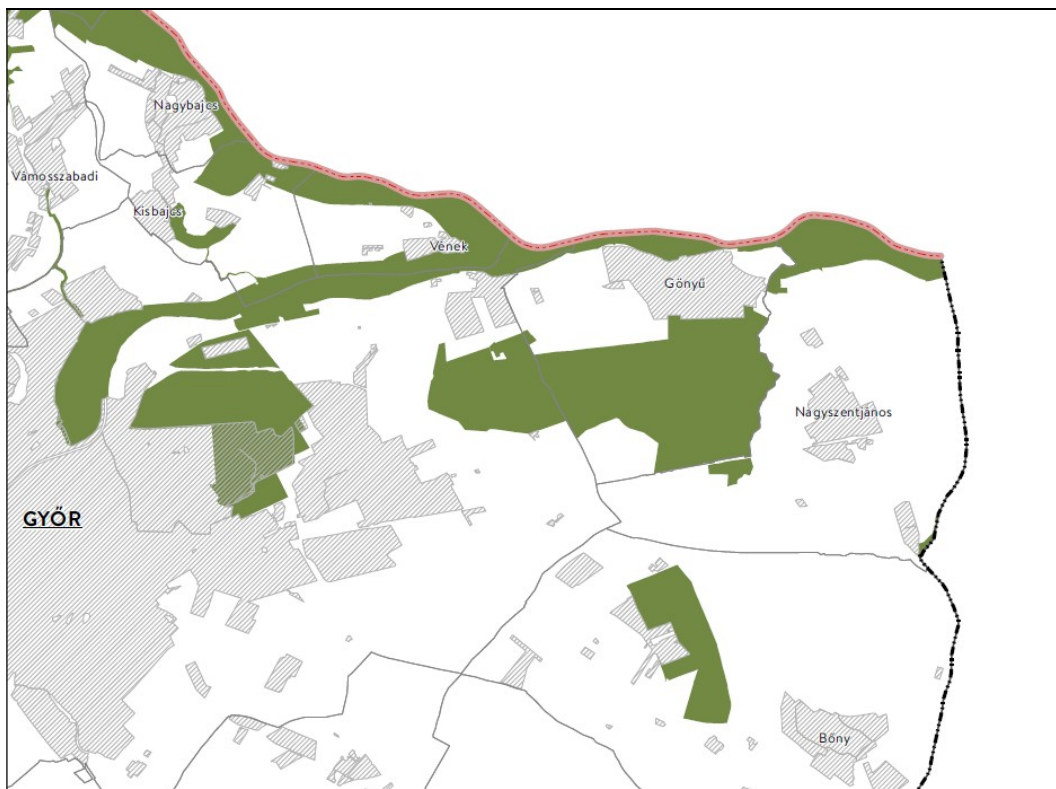 Nagybajcs
Vámosszabadi
Kisbajcs
Vének
Gönyű
Nagyszentjános
GYŐR
Bőny